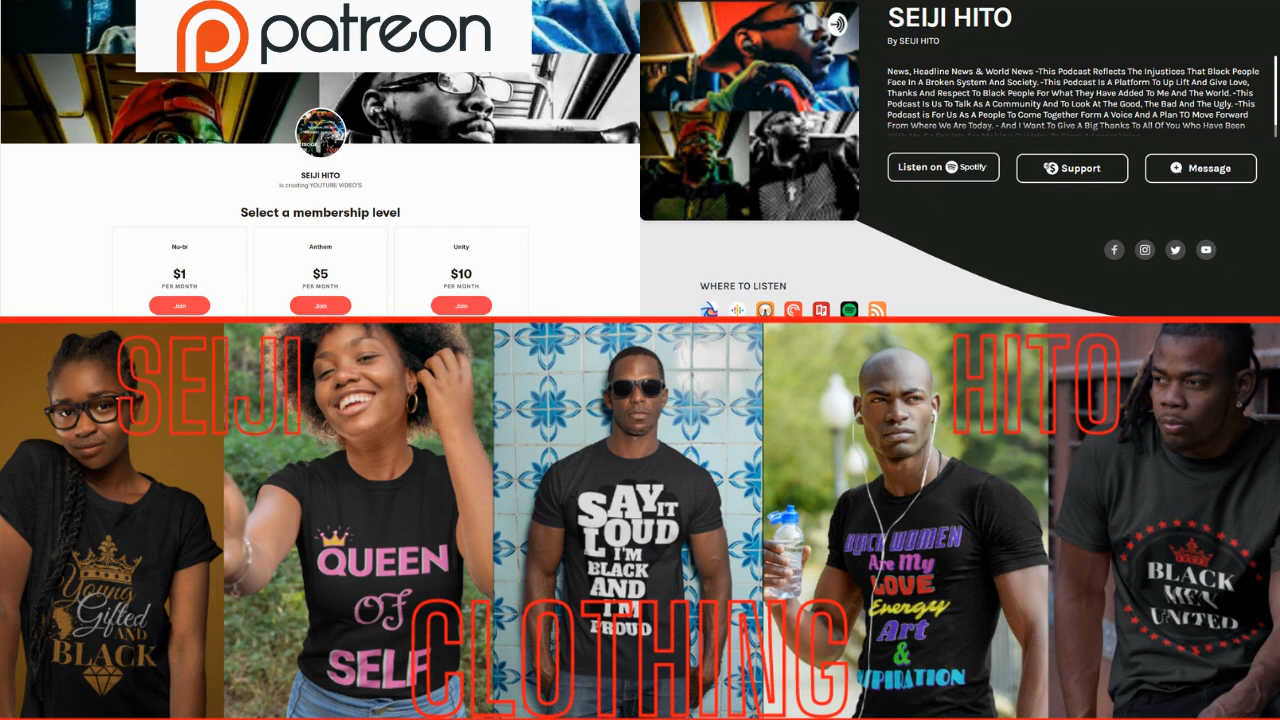 patreon
SEIJI HITO
is creating YOUTUBE VIDEO'S
Select a membership level
Nu-bi
$1
PER MONTH
Join
Anthem
$5
PER MONTH
Join
Unity
$10
PER MONTH
Join
SEIJI HITO
By SEIJI HITO
News, Headline News & World News -This Podcast Reflects The Injustices That Black People
Face In A Broken System And Society. -This Podcast Is A Platform To Up Lift And Give Love,
Thanks And Respect To Black People For What They Have Added To Me And The World. -This
Podcast Is Us To Talk As A Community And To Look At The Good, The Bad And The Ugly. -This
Podcast is For Us As A People To Come Together Form A Voice And A Plan TO Move Forward
From Where We Are Today. - And I Want To Give A Big Thanks To All Of You Who Have Been
Listen on Spotify
Support
Message
WHERE TO LISTEN
SEIJI HITO
CLOTHING
Young
Gifted
AND
BLACK
QUEEN
OF
SELF
SAY IT
LOUD
I'M
BLACK
AND
I'M
PROUD
BLACK WOMEN
Are My
LOVE
Energy
Art
&
INSPIRATION
BLACK
MEN
UNITED